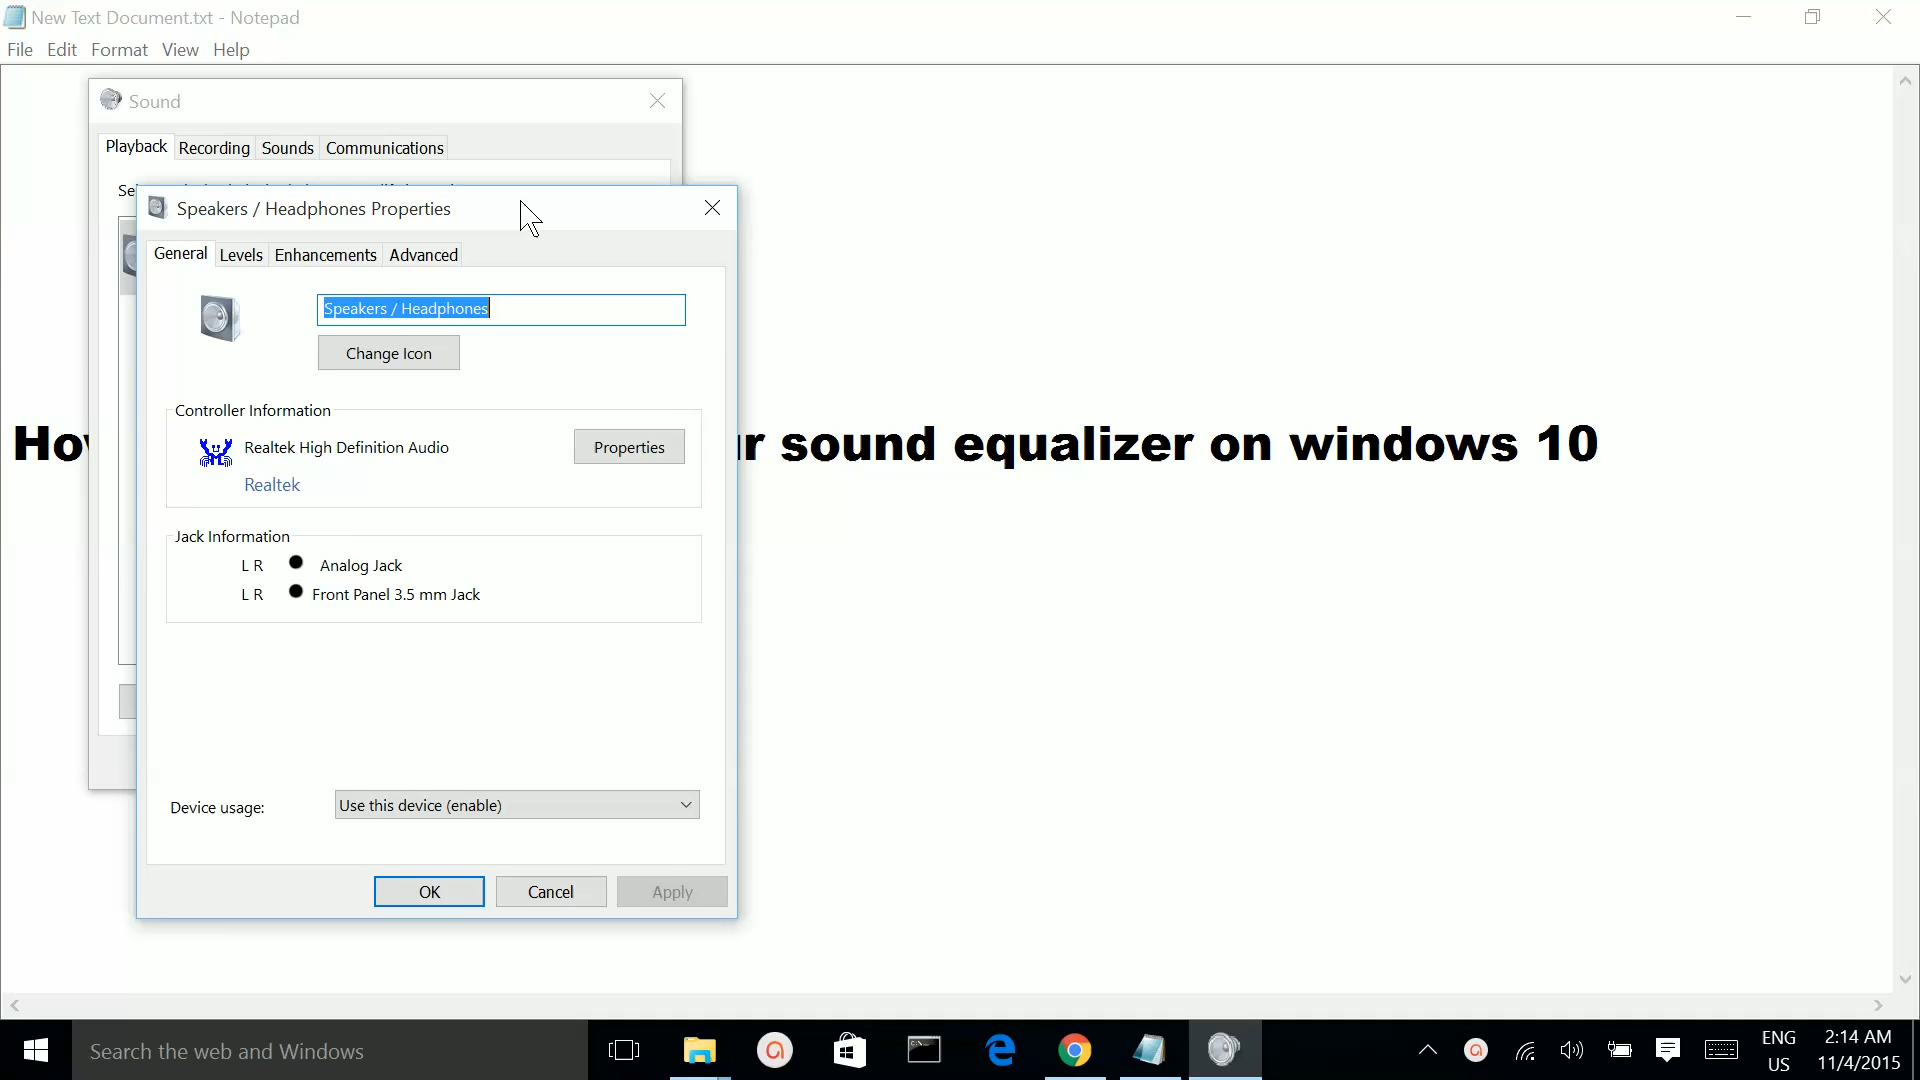 New Text Document.txt - Notepad
File Edit Format View Help
Sound
Playback Recording Sounds Communications
Speakers / Headphones Properties
General Levels Enhancements Advanced
Speakers / Headphones
Change Icon
Controller Information
Realtek High Definition Audio
Properties
Realtek
Jack Information
L R Analog Jack
L R Front Panel 3.5 mm Jack
Device usage:
Use this device (enable)
OK Cancel Apply
sound equalizer on windows 10
Search the web and Windows
ENG
US
2:14 AM
11/4/2015